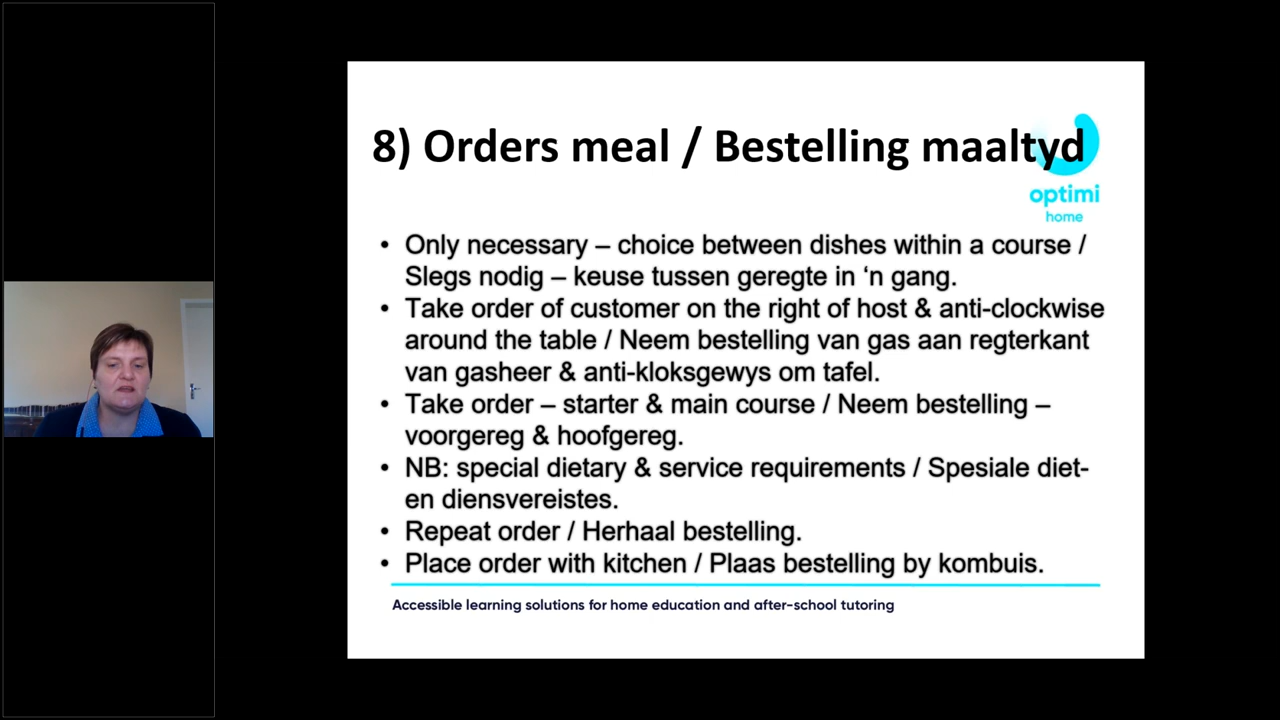 8) Orders meal / Bestelling maaltyd
optimi
home
• Only necessary – choice between dishes within a course /
Slegs nodig – keuse tussen geregte in ‘n gang.
• Take order of customer on the right of host & anti-clockwise
around the table / Neem bestelling van gas aan regterkant
van gasheer & anti-kloksgewys om tafel.
• Take order – starter & main course / Neem bestelling –
voorgereg & hoofgereg.
• NB: special dietary & service requirements / Spesiale diet-
en diensvereistes.
• Repeat order / Herhaal bestelling.
• Place order with kitchen / Plaas bestelling by kombuis.
Accessible learning solutions for home education and after-school tutoring